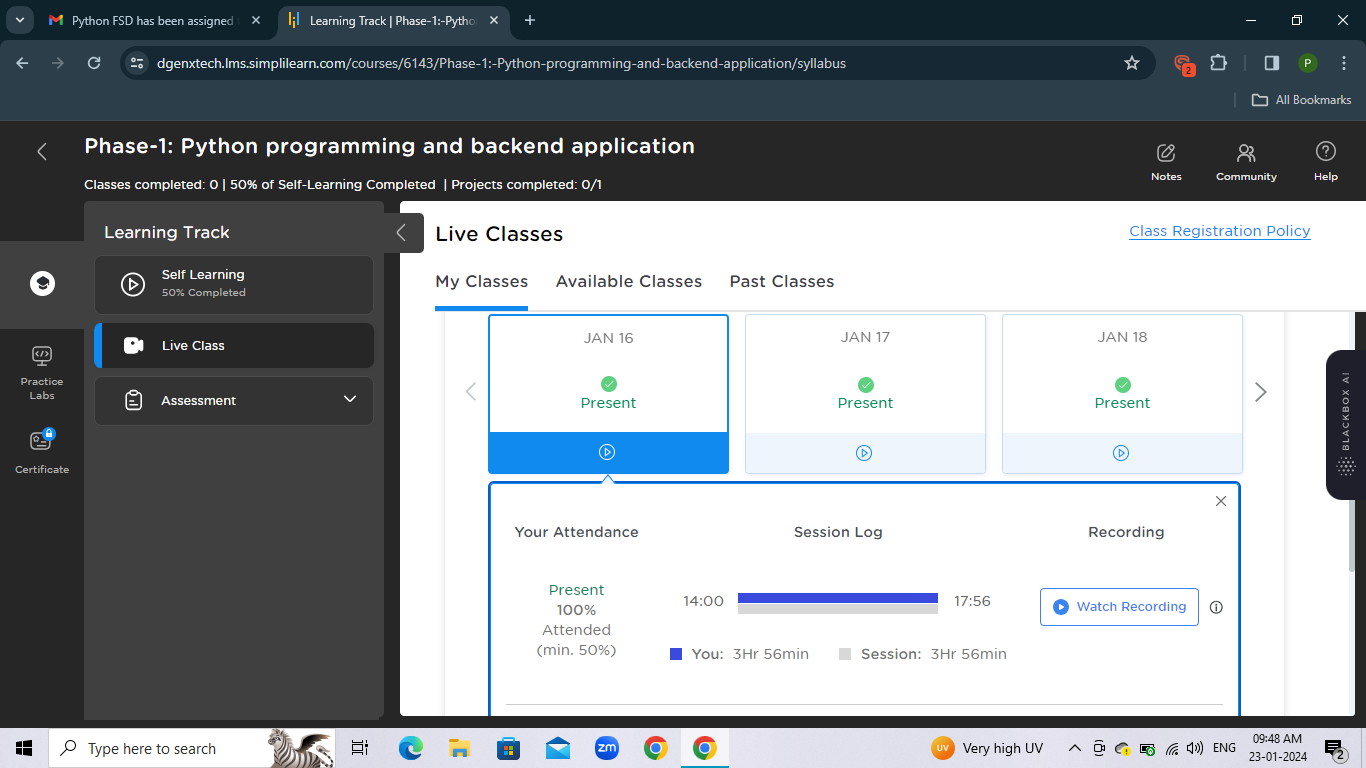 Python FSD has been assigned t
Learning Track | Phase-1:-Pytho
dgenxtech.lms.simplilearn.com/courses/6143/Phase-1:-Python-programming-and-backend-application/syllabus
2
P
All Bookmarks
Phase-1: Python programming and backend application
Classes completed: 0 | 50% of Self-Learning Completed | Projects completed: 0/1
Notes
Community
Help
Practice
Labs
Certificate
Learning Track
Self Learning
50% Completed
Live Class
Assessment
Live Classes
Class Registration Policy
My Classes
Available Classes
Past Classes
JAN 16
Present
JAN 17
Present
JAN 18
Present
Your Attendance
Session Log
Recording
Present
100%
Attended
(min. 50%)
14:00
17:56
You: 3Hr 56min
Session: 3Hr 56min
Watch Recording
BLACKBOX AI
Type here to search
zm
UV
Very high UV
ENG
09:48 AM
23-01-2024
2